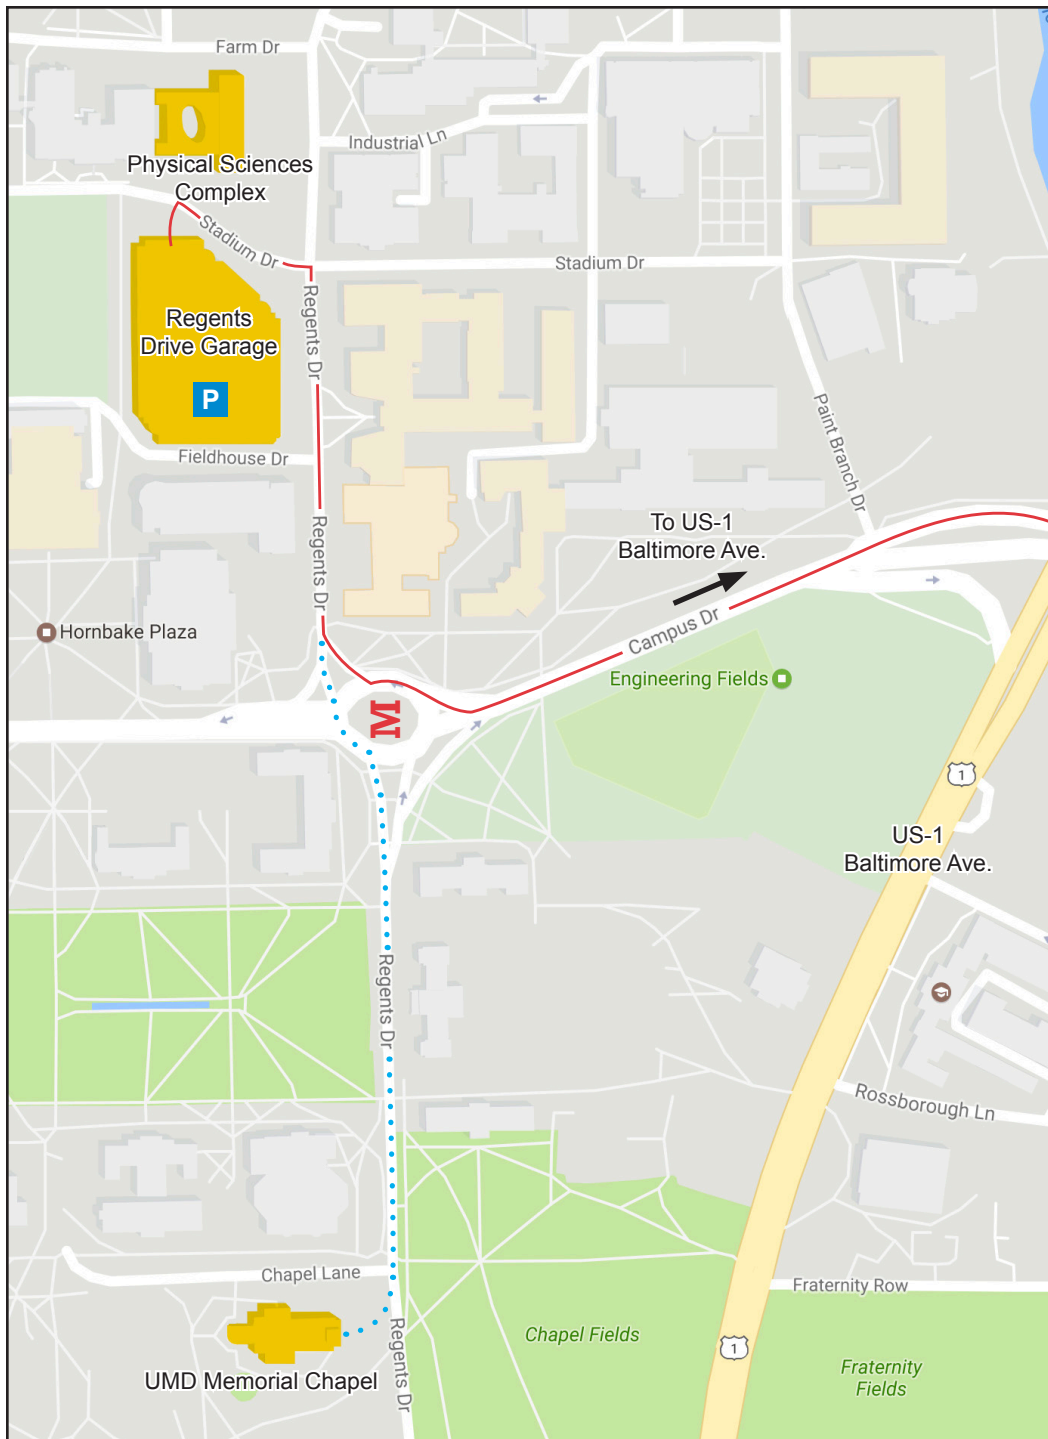 Farm Dr
Industrial Ln
Physical Sciences
Complex
Stadium Dr
Stadium Dr
Regents Dr
Regents
Drive Garage
P
Paint Branch Dr
Fieldhouse Dr
Regents Dr
To US-1
Baltimore Ave.
Hornbake Plaza
Campus Dr
Engineering Fields
M
1
US-1
Baltimore Ave.
Regents Dr
Rossborough Ln
Chapel Lane
Fraternity Row
Chapel Fields
1
Regents Dr
Fraternity
Fields
UMD Memorial Chapel